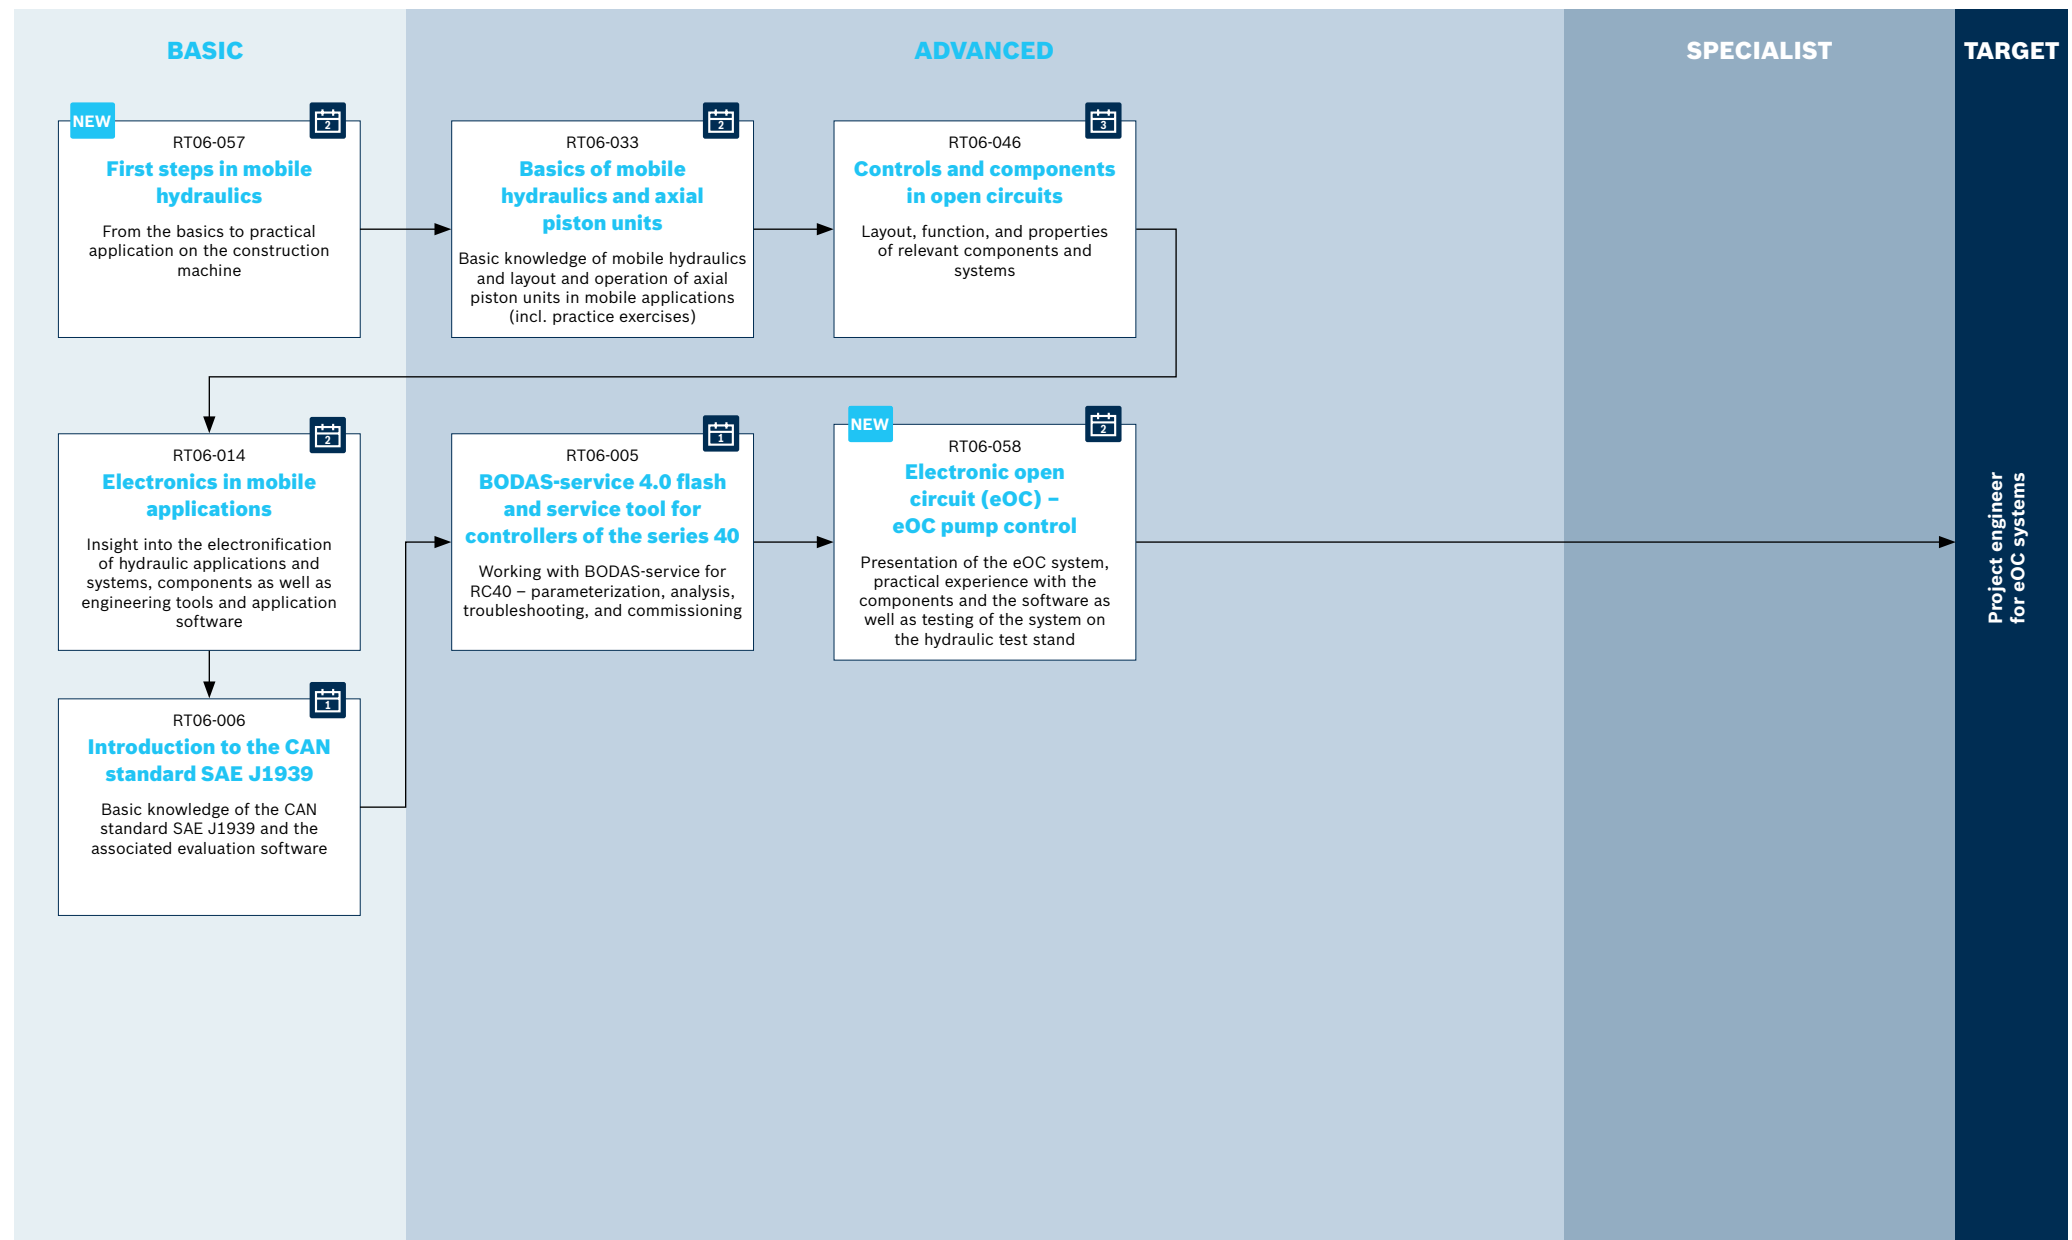 BASIC
ADVANCED
SPECIALIST
TARGET
NEW
2
RT06-057
First steps in mobile
hydraulics
From the basics to practical
application on the construction
machine
2
RT06-033
Basics of mobile
hydraulics and axial
piston units
Basic knowledge of mobile hydraulics
and layout and operation of axial
piston units in mobile applications
(incl. practice exercises)
3
RT06-046
Controls and components
in open circuits
Layout, function, and properties
of relevant components and
systems
2
RT06-014
Electronics in mobile
applications
Insight into the electronification
of hydraulic applications and
systems, components as well as
engineering tools and application
software
1
RT06-006
Introduction to the CAN
standard SAE J1939
Basic knowledge of the CAN
standard SAE J1939 and the
associated evaluation software
1
RT06-005
BODAS-service 4.0 flash
and service tool for
controllers of the series 40
Working with BODAS-service for
RC40 – parameterization, analysis,
troubleshooting, and commissioning
NEW
2
RT06-058
Electronic open
circuit (eOC) –
eOC pump control
Presentation of the eOC system,
practical experience with the
components and the software as
well as testing of the system on
the hydraulic test stand
Project engineer
for eOC systems